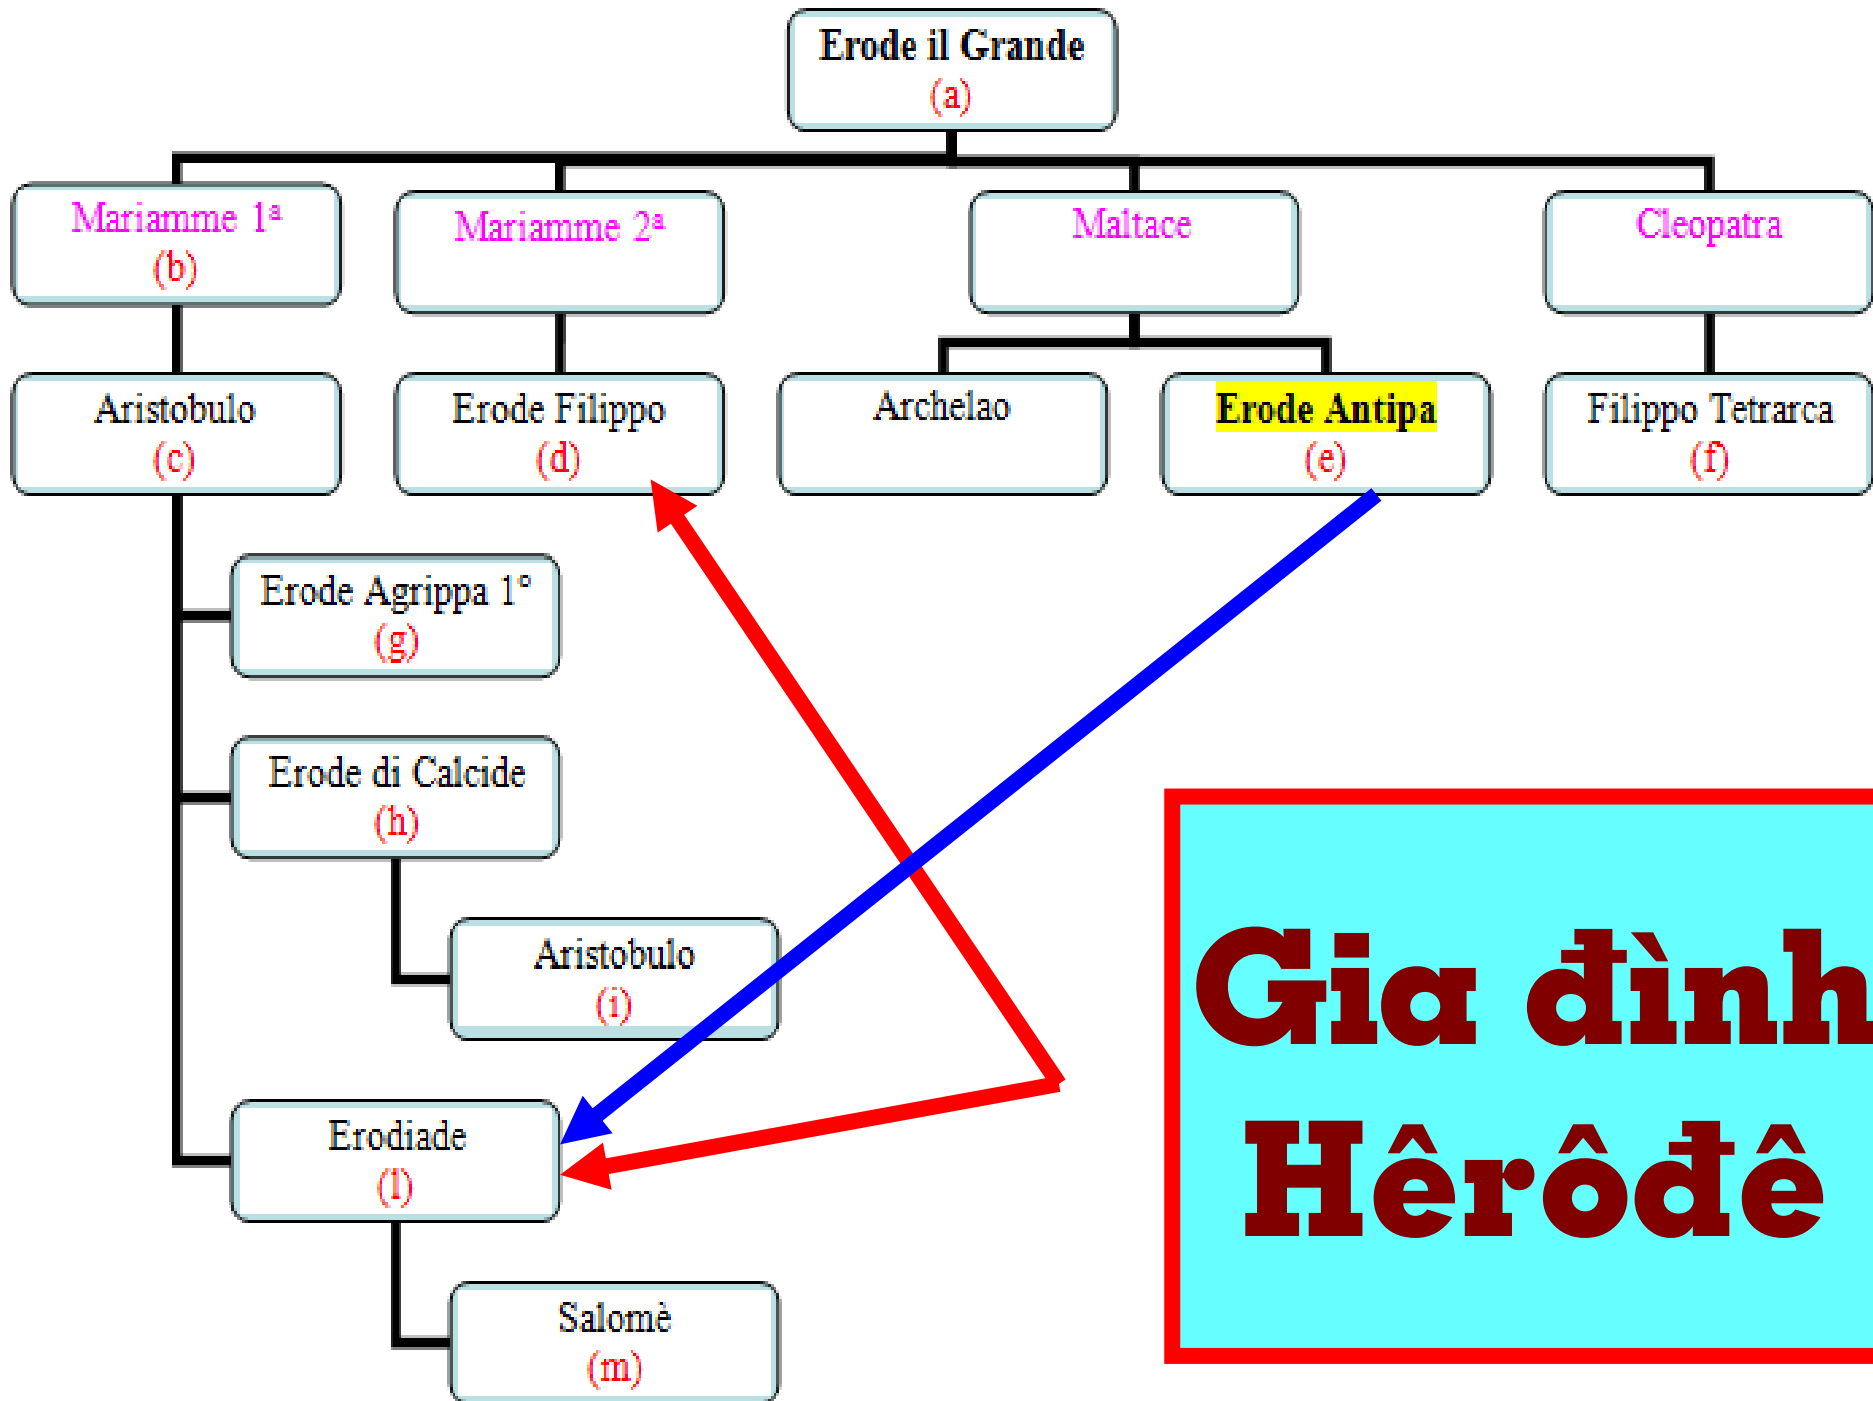 Erode il Grande
(a)
Mariamme 1ª
(b)
Mariamme 2ª
Maltace
Cleopatra
Aristobulo
(c)
Erode Filippo
(d)
Archelao
Erode Antipa
(e)
Filippo Tetrarca
(f)
Erode Agrippa 1°
(g)
Erode di Calcide
(h)
Aristobulo
(i)
Erodiade
(l)
Salomè
(m)
Gia đình
Hêrôđê